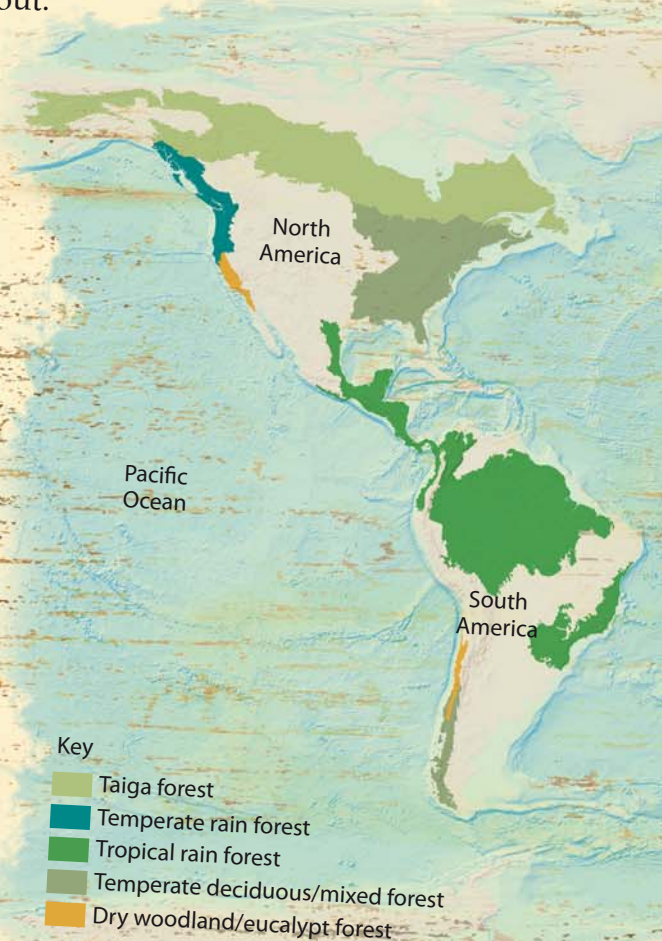 out.
North
America
Pacific
Ocean
South
America
Key
Taiga forest
Temperate rain forest
Tropical rain forest
Temperate deciduous/mixed forest
Dry woodland/eucalypt forest